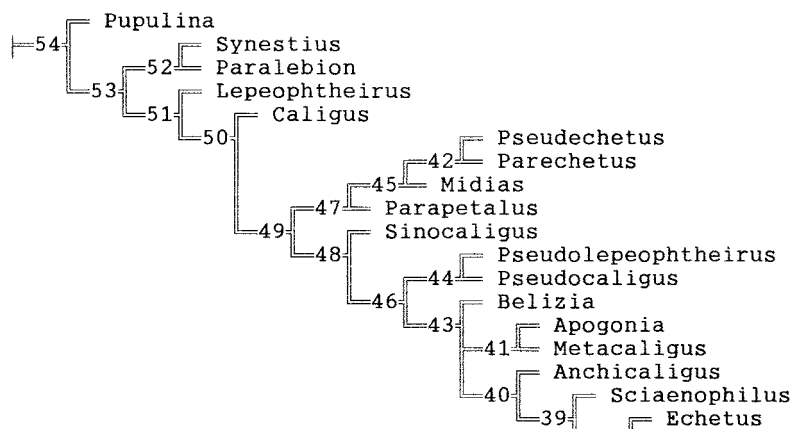 Pupulina
54
Synestius
52
Paralebion
53
Lepeophtheirus
51
Caligus
50
Pseudechetus
42
Parechetus
45
Midias
47
Parapetalus
49
Sinocaligus
48
Pseudolepeophtheirus
44
Pseudocaligus
46
Belizia
43
Apogonia
41
Metacaligus
Anchicaligus
40
Sciaenophilus
39
Echetus